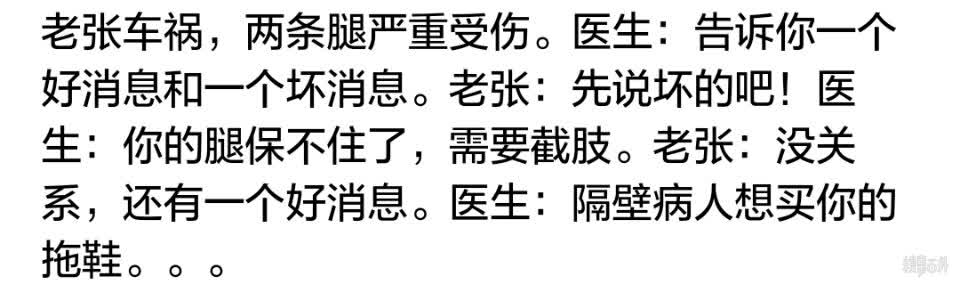 老张车祸，两条腿严重受伤。医生：告诉你一个
好消息和一个坏消息。老张：先说坏的吧！医
生：你的腿保不住了，需要截肢。老张：没关
系，还有一个好消息。医生：隔壁病人想买你的
拖鞋。。。